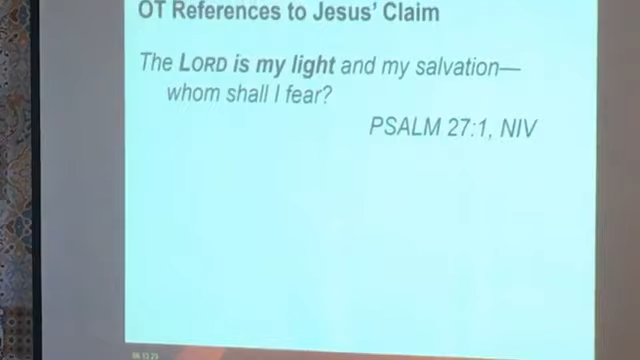 OT References to Jesus' Claim
The LORD is my light and my salvation—
whom shall I fear?
PSALM 27:1, NIV